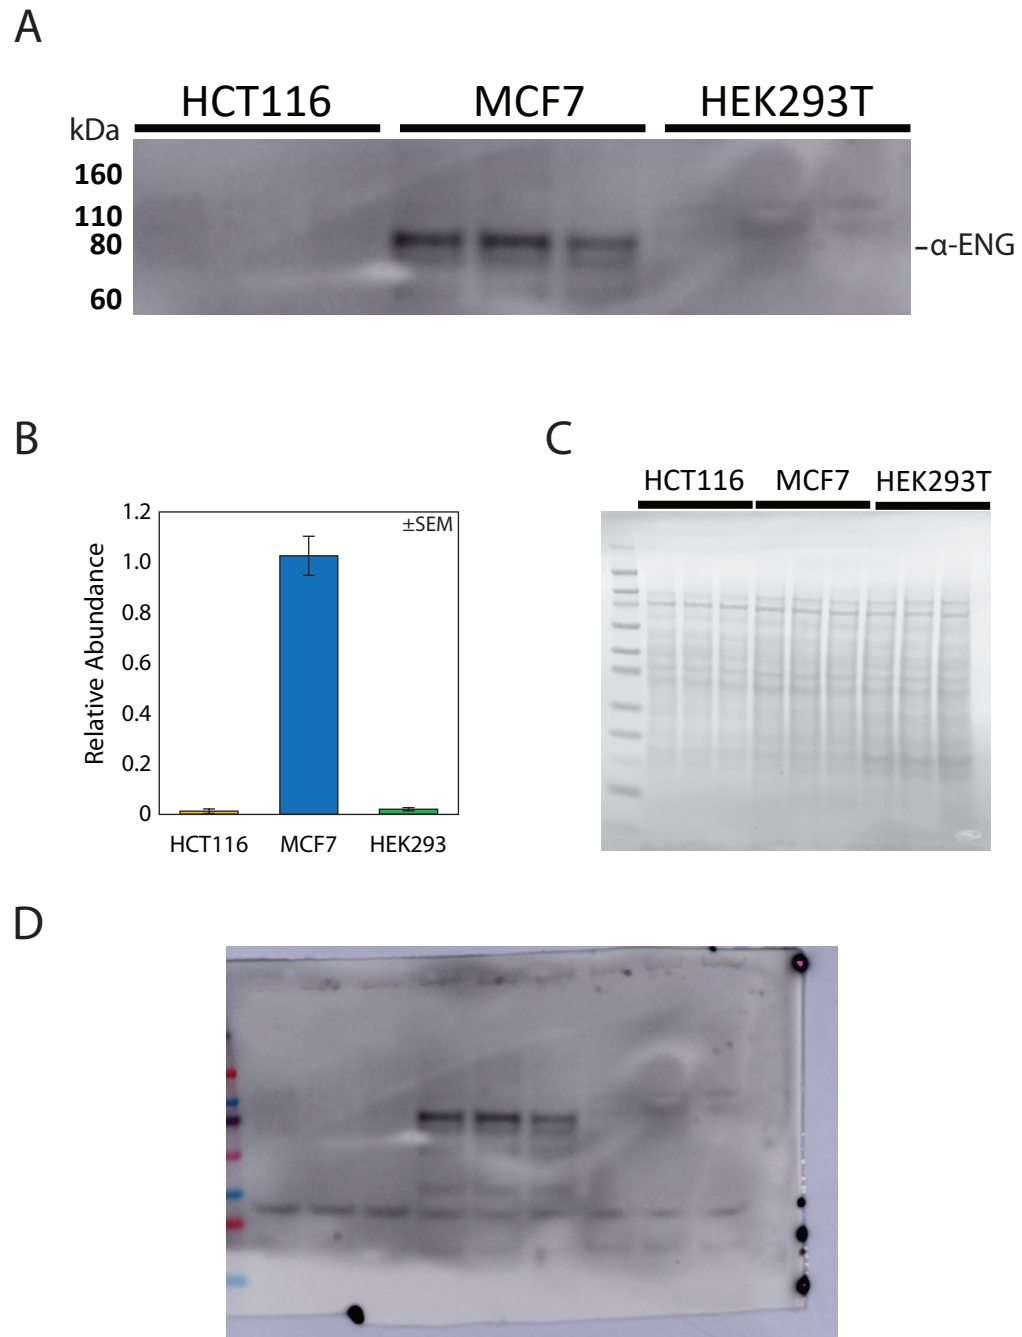 A
HCT116 MCF7 HEK293T
kDa
160
110
80
60
–α-ENG
B
±SEM
Relative Abundance
1.2
1.0
0.8
0.6
0.4
0.2
0
HCT116 MCF7 HEK293
C
HCT116 MCF7 HEK293T
D